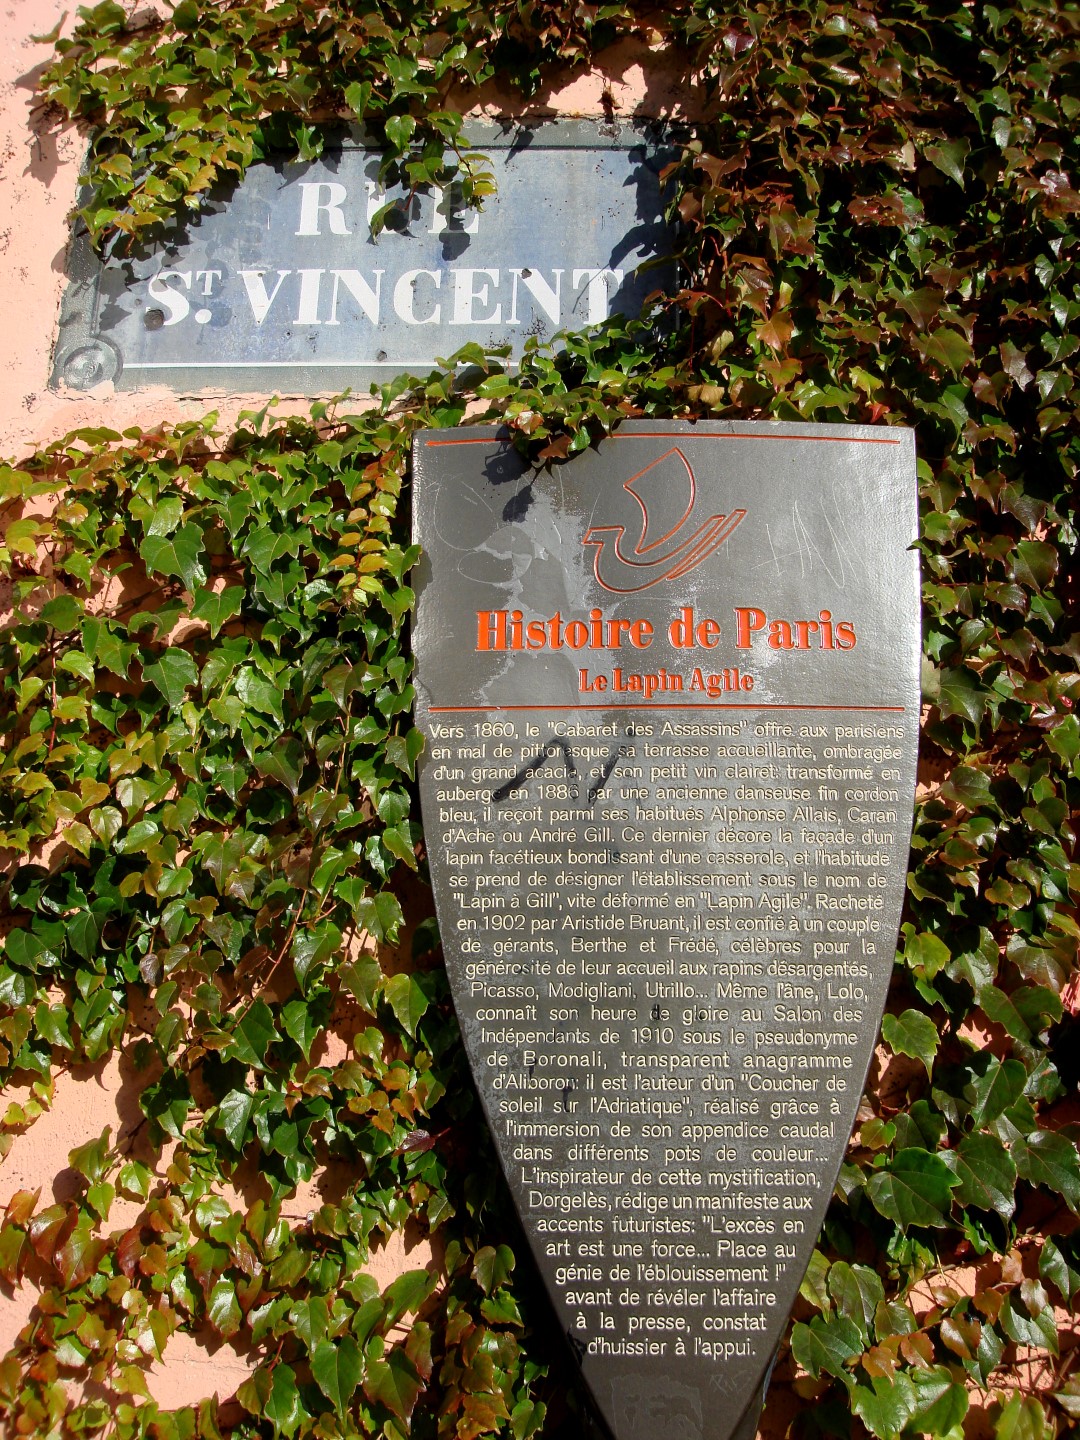 RUE
ST. VINCENT
Histoire de Paris
Le Lapin Agile
Vers 1860, le "Cabaret des Assassins" offre aux parisiens
en mal de pittoresque sa terrasse accueillante, ombragée
d'un grand acacia, et son petit vin clairet: transformé en
auberge en 1886 par une ancienne danseuse fin cordon
bleu, il reçoit parmi ses habitués Alphonse Allais, Caran
d'Ache ou André Gill. Ce dernier décore la façade d'un
lapin facétieux bondissant d'une casserole, et l'habitude
se prend de désigner l'établissement sous le nom de
"Lapin à Gill", vite déformé en "Lapin Agile". Racheté
en 1902 par Aristide Bruant, il est confié à un couple
de gérants, Berthe et Frédé, célèbres pour la
générosité de leur accueil aux rapins désargentés,
Picasso, Modigliani, Utrillo... Même l'âne, Lolo,
connaît son heure de gloire au Salon des
Indépendants de 1910 sous le pseudonyme
de Boronali, transparent anagramme
d'Aliboron: il est l'auteur d'un "Coucher de
soleil sur l'Adriatique", réalisé grâce à
l'immersion de son appendice caudal
dans différents pots de couleur...
L'inspirateur de cette mystification,
Dorgelès, rédige un manifeste aux
accents futuristes: "L'excès en
art est une force... Place au
génie de l'éblouissement !"
avant de révéler l'affaire
à la presse, constat
d'huissier à l'appui.